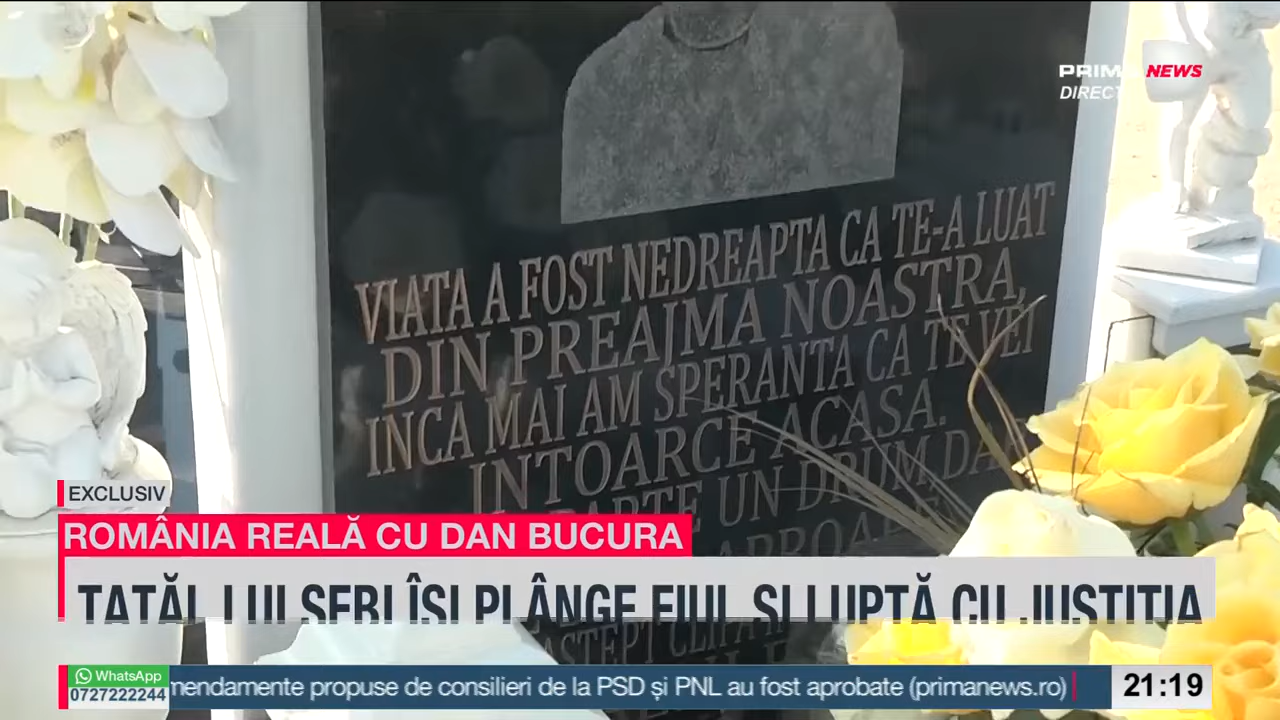 PRIMA NEWS
DIRECT
VIATA A FOST NEDREAPTA CA TE-A LUAT
DIN PREAJMA NOASTRA,
INCA MAI AM SPERANTA CA TE VEI
INTOARCE ACASA.
UN DRUM
EXCLUSIV
ROMÂNIA REALĂ CU DAN BUCURA
TATĂL LUI SEBI ÎȘI PLÂNGE FIUL ȘI LUPTĂ CU JUSTIȚIA
WhatsApp
0727222244
mendamente propuse de consilieri de la PSD și PNL au fost aprobate (primanews.ro)
21:19